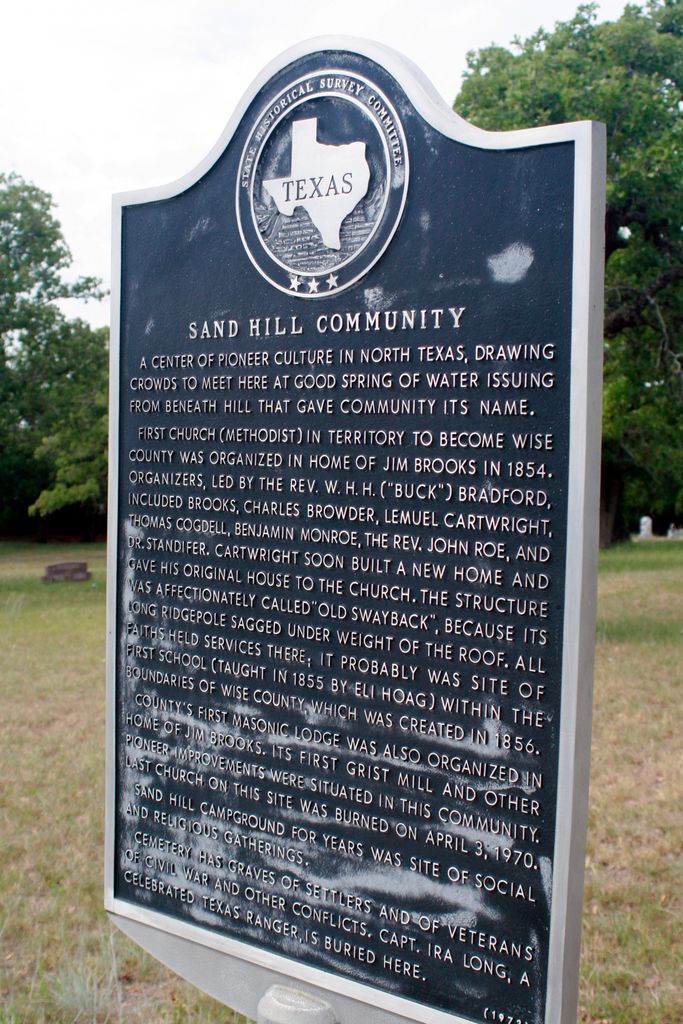 STATE HISTORICAL SURVEY COMMITTEE
TEXAS
SAND HILL COMMUNITY
A CENTER OF PIONEER CULTURE IN NORTH TEXAS, DRAWING
CROWDS TO MEET HERE AT GOOD SPRING OF WATER ISSUING
FROM BENEATH HILL THAT GAVE COMMUNITY ITS NAME.
FIRST CHURCH (METHODIST) IN TERRITORY TO BECOME WISE
COUNTY WAS ORGANIZED IN HOME OF JIM BROOKS IN 1854.
ORGANIZERS, LED BY THE REV. W. H. H. ("BUCK") BRADFORD,
INCLUDED BROOKS, CHARLES BROWDER, LEMUEL CARTWRIGHT,
THOMAS COGDELL, BENJAMIN MONROE, THE REV. JOHN ROE, AND
DR. STANDIFER. CARTWRIGHT SOON BUILT A NEW HOME AND
GAVE HIS ORIGINAL HOUSE TO THE CHURCH. THE STRUCTURE
WAS AFFECTIONATELY CALLED "OLD SWAYBACK", BECAUSE ITS
LONG RIDGEPOLE SAGGED UNDER WEIGHT OF THE ROOF. ALL
FAITHS HELD SERVICES THERE; IT PROBABLY WAS SITE OF
FIRST SCHOOL (TAUGHT IN 1855 BY ELI HOAG) WITHIN THE
BOUNDARIES OF WISE COUNTY, WHICH WAS CREATED IN 1856.
COUNTY'S FIRST MASONIC LODGE WAS ALSO ORGANIZED IN
HOME OF JIM BROOKS. ITS FIRST GRIST MILL AND OTHER
PIONEER IMPROVEMENTS WERE SITUATED IN THIS COMMUNITY.
LAST CHURCH ON THIS SITE WAS BURNED ON APRIL 3, 1970.
SAND HILL CAMPGROUND FOR YEARS WAS SITE OF SOCIAL
AND RELIGIOUS GATHERINGS.
CEMETERY HAS GRAVES OF SETTLERS AND OF VETERANS
OF CIVIL WAR AND OTHER CONFLICTS. CAPT. IRA LONG, A
CELEBRATED TEXAS RANGER, IS BURIED HERE.